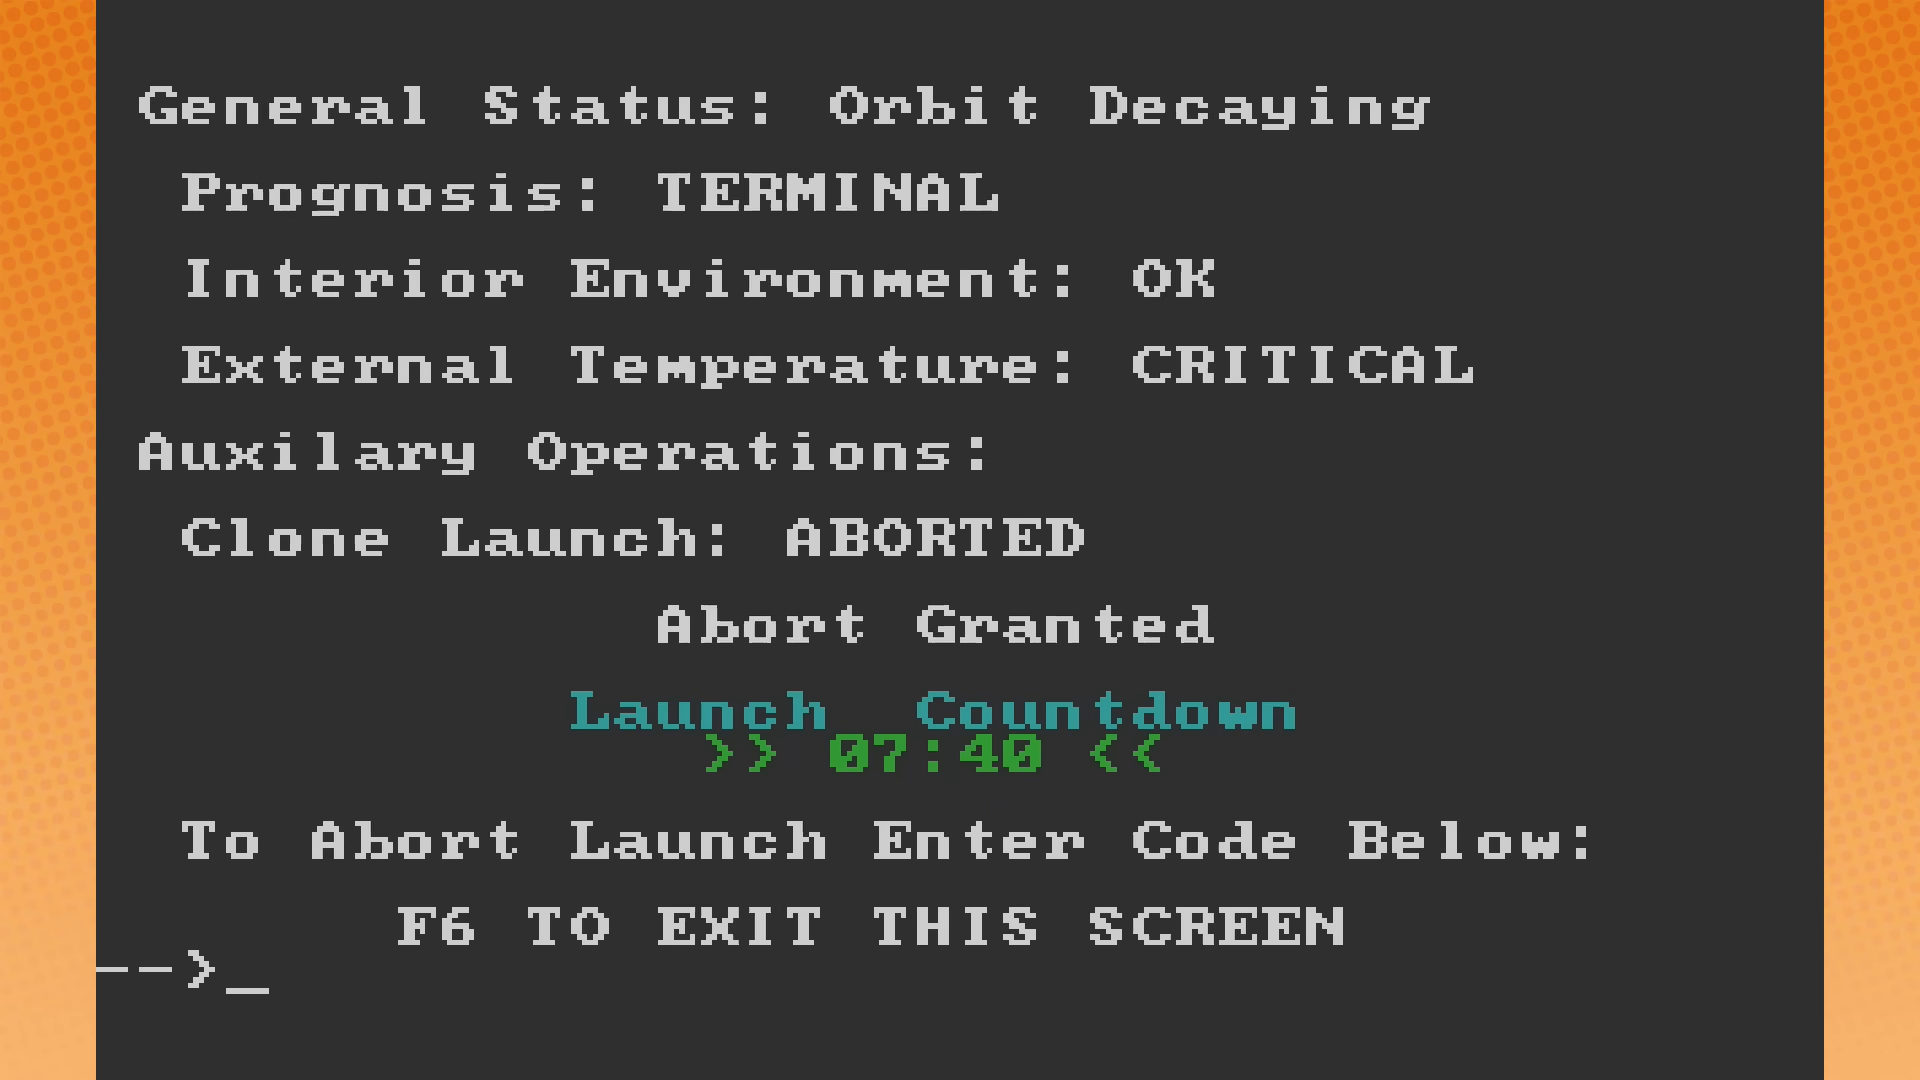 General Status: Orbit Decaying
Prognosis: TERMINAL
Interior Environment: OK
External Temperature: CRITICAL
Auxilary Operations:
Clone Launch: ABORTED
Abort Granted
Launch  Countdown
>> 07:40 <<
To Abort Launch Enter Code Below:
F6 TO EXIT THIS SCREEN
-->_